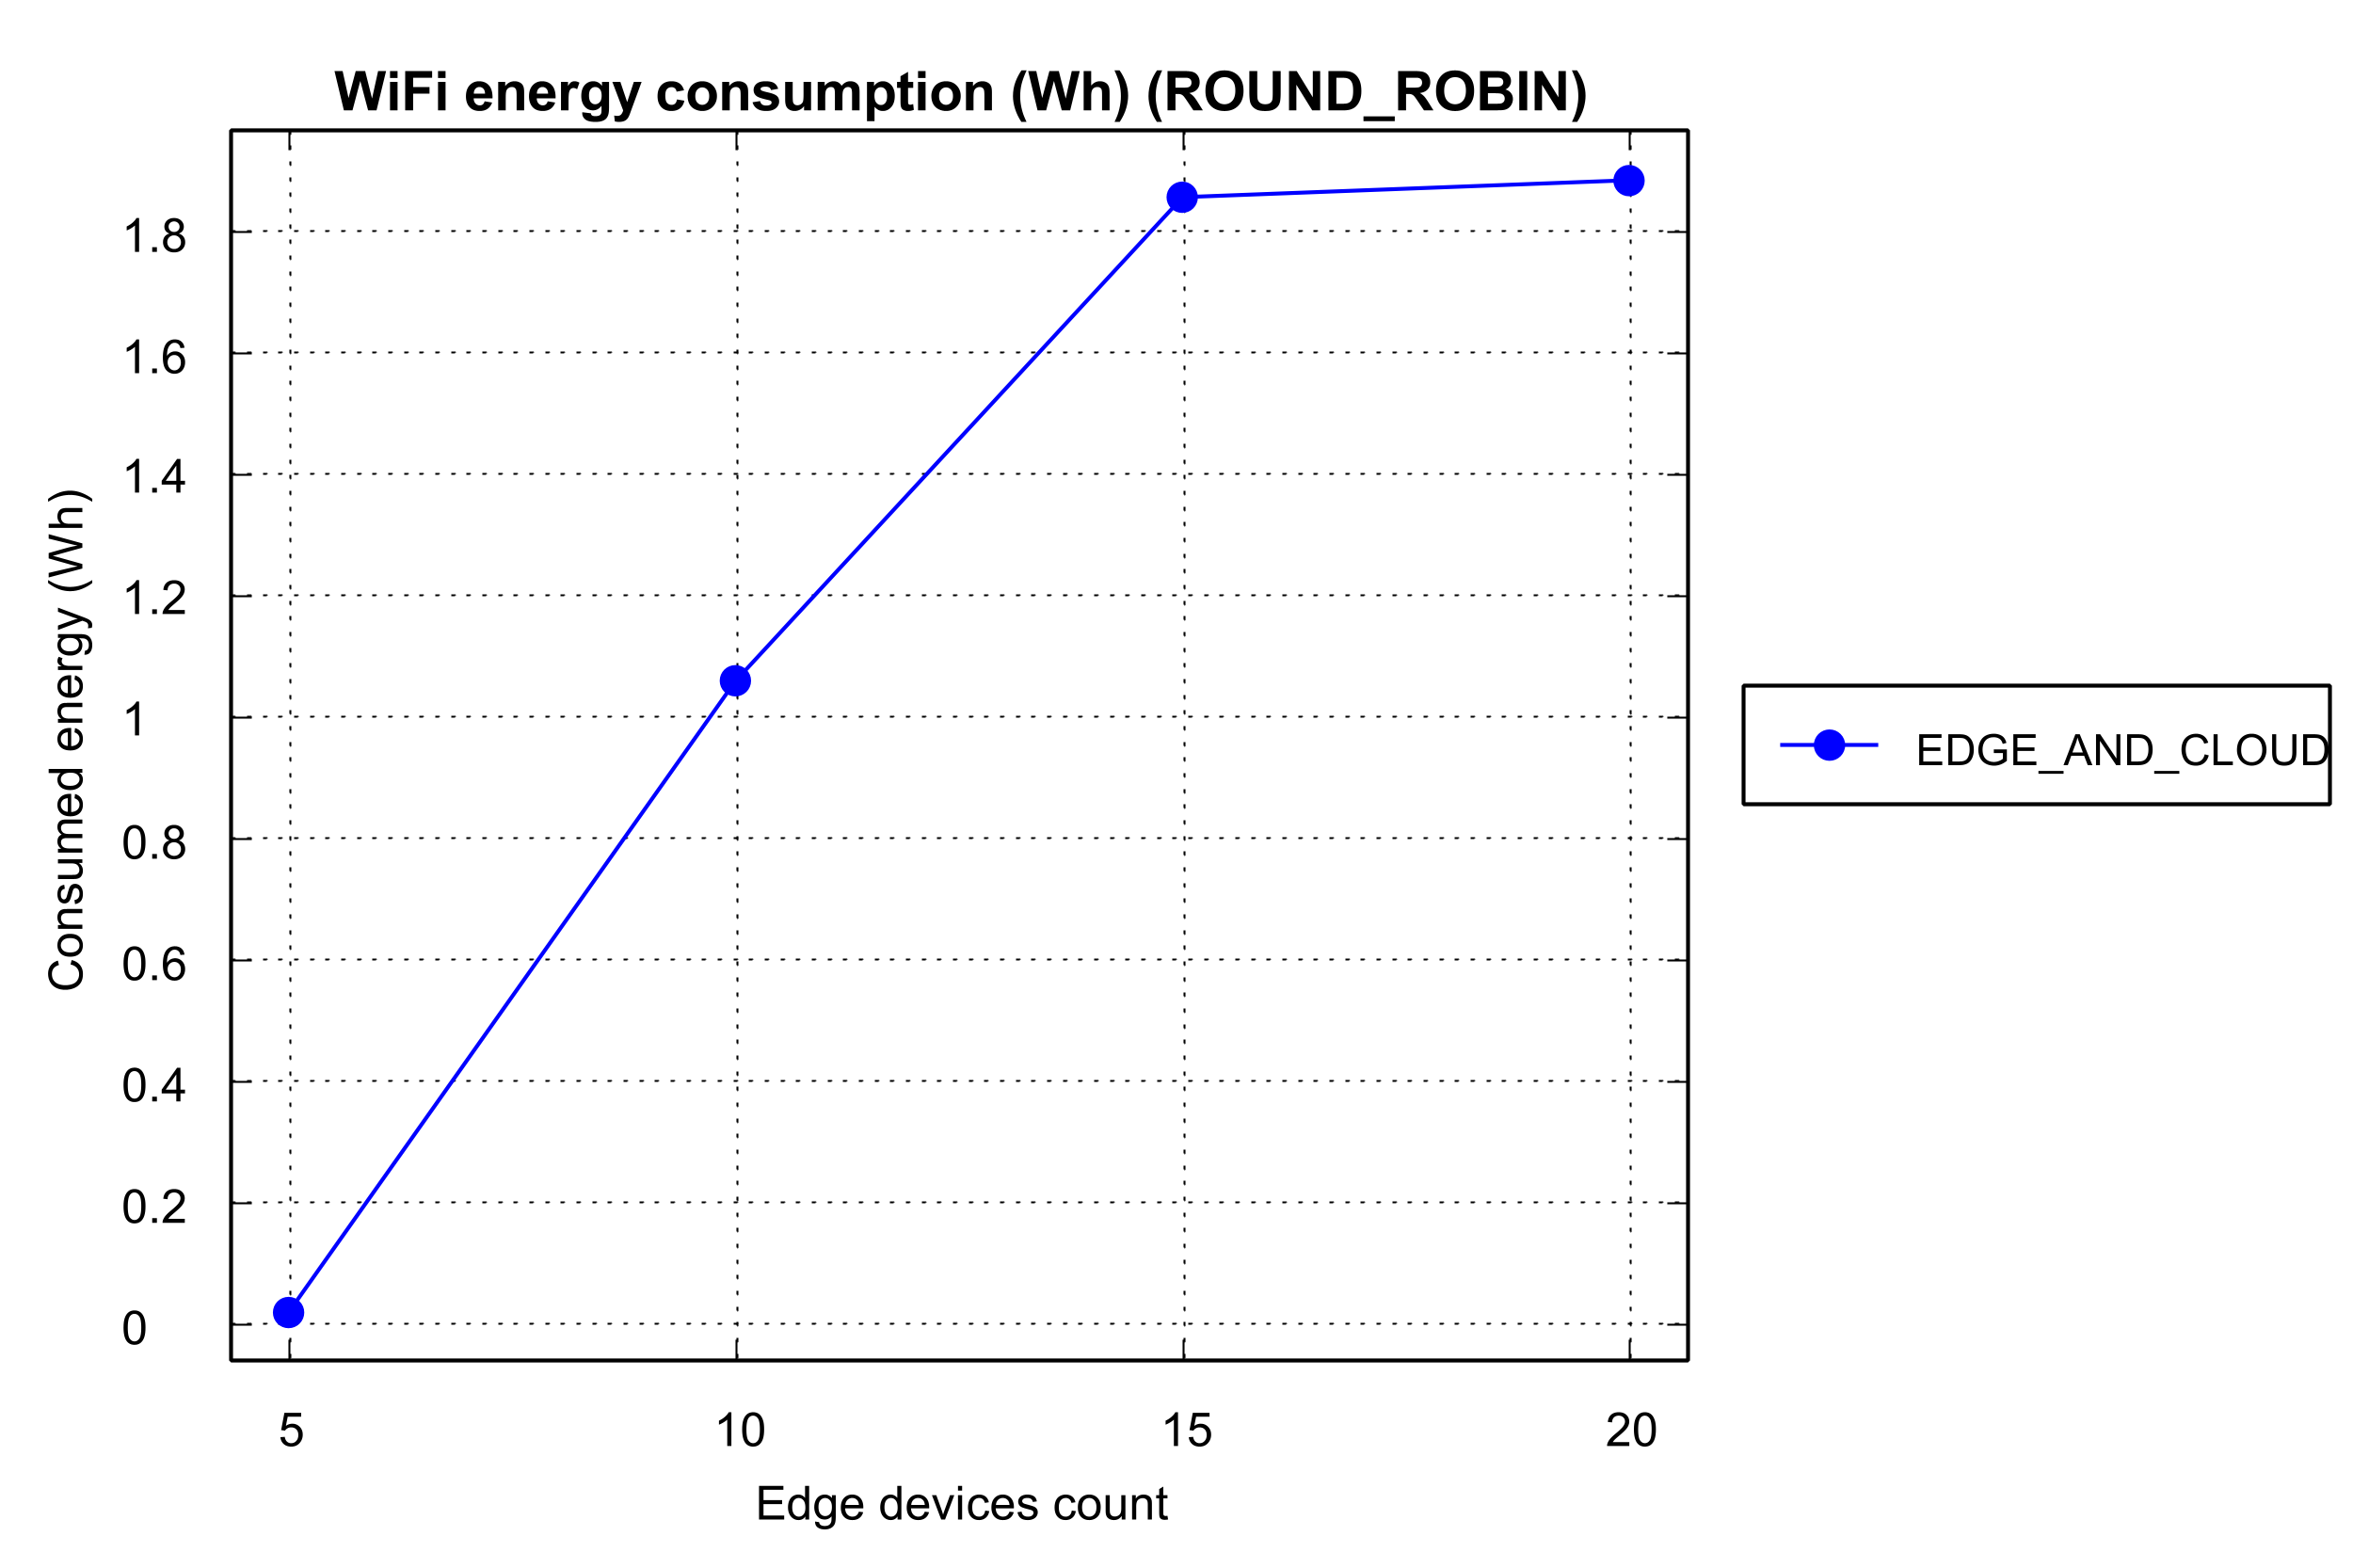 WiFi energy consumption (Wh) (ROUND_ROBIN)
Consumed energy (Wh)
1.8
1.6
1.4
1.2
1
0.8
0.6
0.4
0.2
0
5 10 15 20
Edge devices count
EDGE_AND_CLOUD